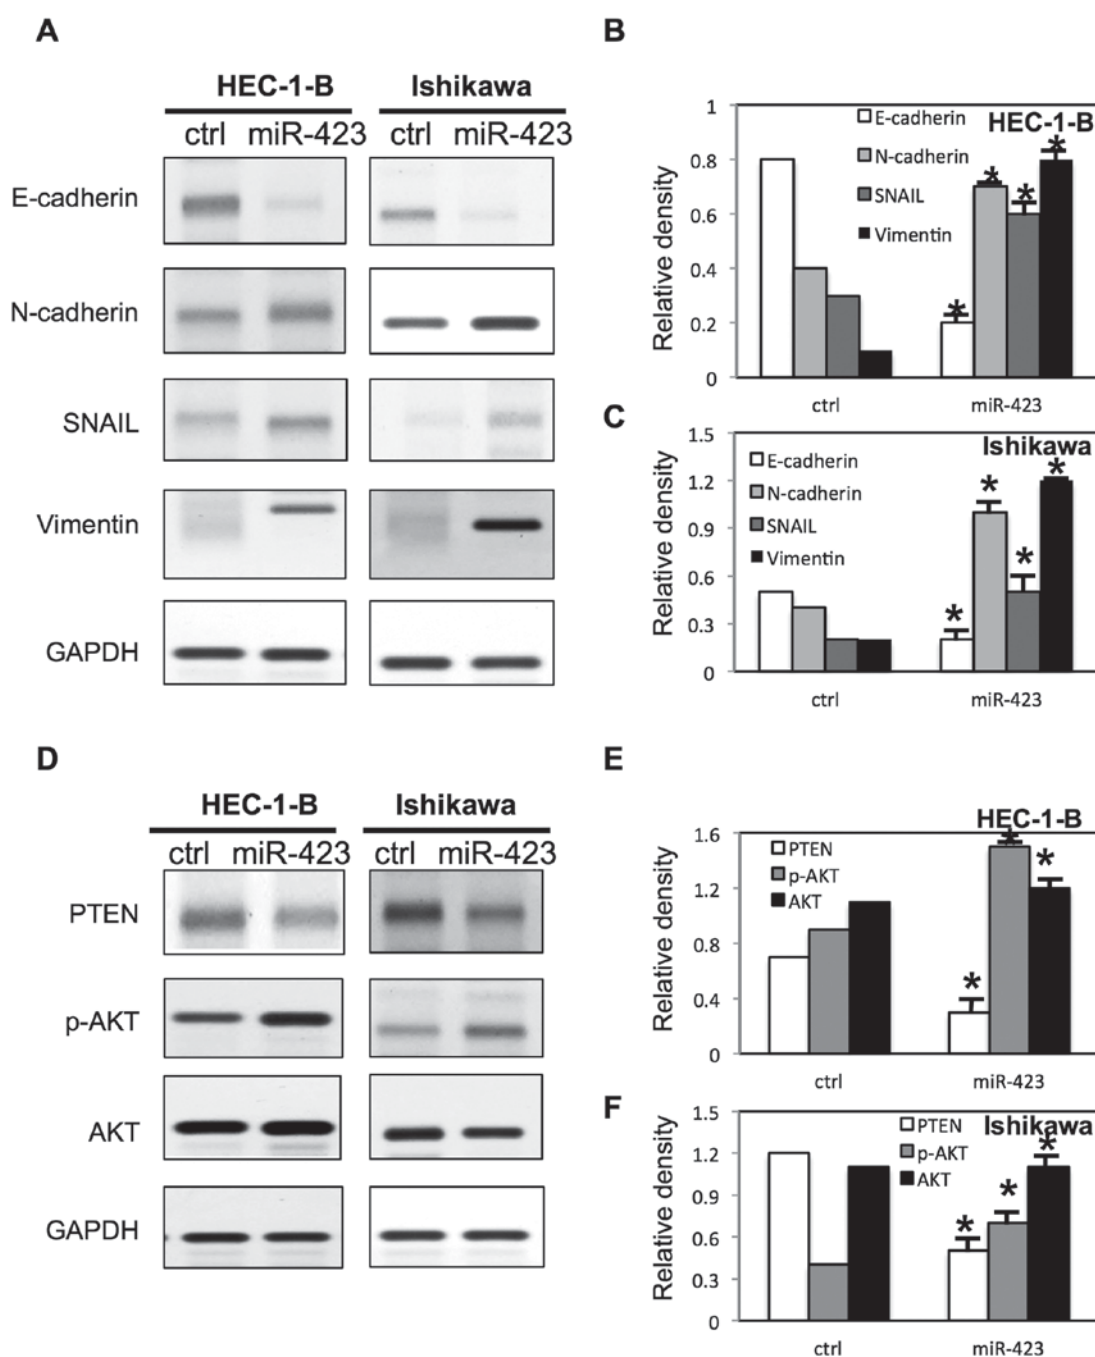 A
HEC-1-B Ishikawa
ctrl miR-423 ctrl miR-423
E-cadherin
N-cadherin
SNAIL
Vimentin
GAPDH
B
HEC-1-B
E-cadherin
N-cadherin
SNAIL
Vimentin
Relative density
1
0.8
0.6
0.4
0.2
0
ctrl miR-423
* * * *
C
Ishikawa
E-cadherin
N-cadherin
SNAIL
Vimentin
Relative density
1.5
1.2
0.9
0.6
0.3
0
ctrl miR-423
* * * *
D
HEC-1-B Ishikawa
ctrl miR-423 ctrl miR-423
PTEN
p-AKT
AKT
GAPDH
E
HEC-1-B
PTEN
p-AKT
AKT
Relative density
1.6
1.2
0.8
0.4
0
ctrl miR-423
* * *
F
Ishikawa
PTEN
p-AKT
AKT
Relative density
1.5
1.2
0.9
0.6
0.3
0
ctrl miR-423
* * *